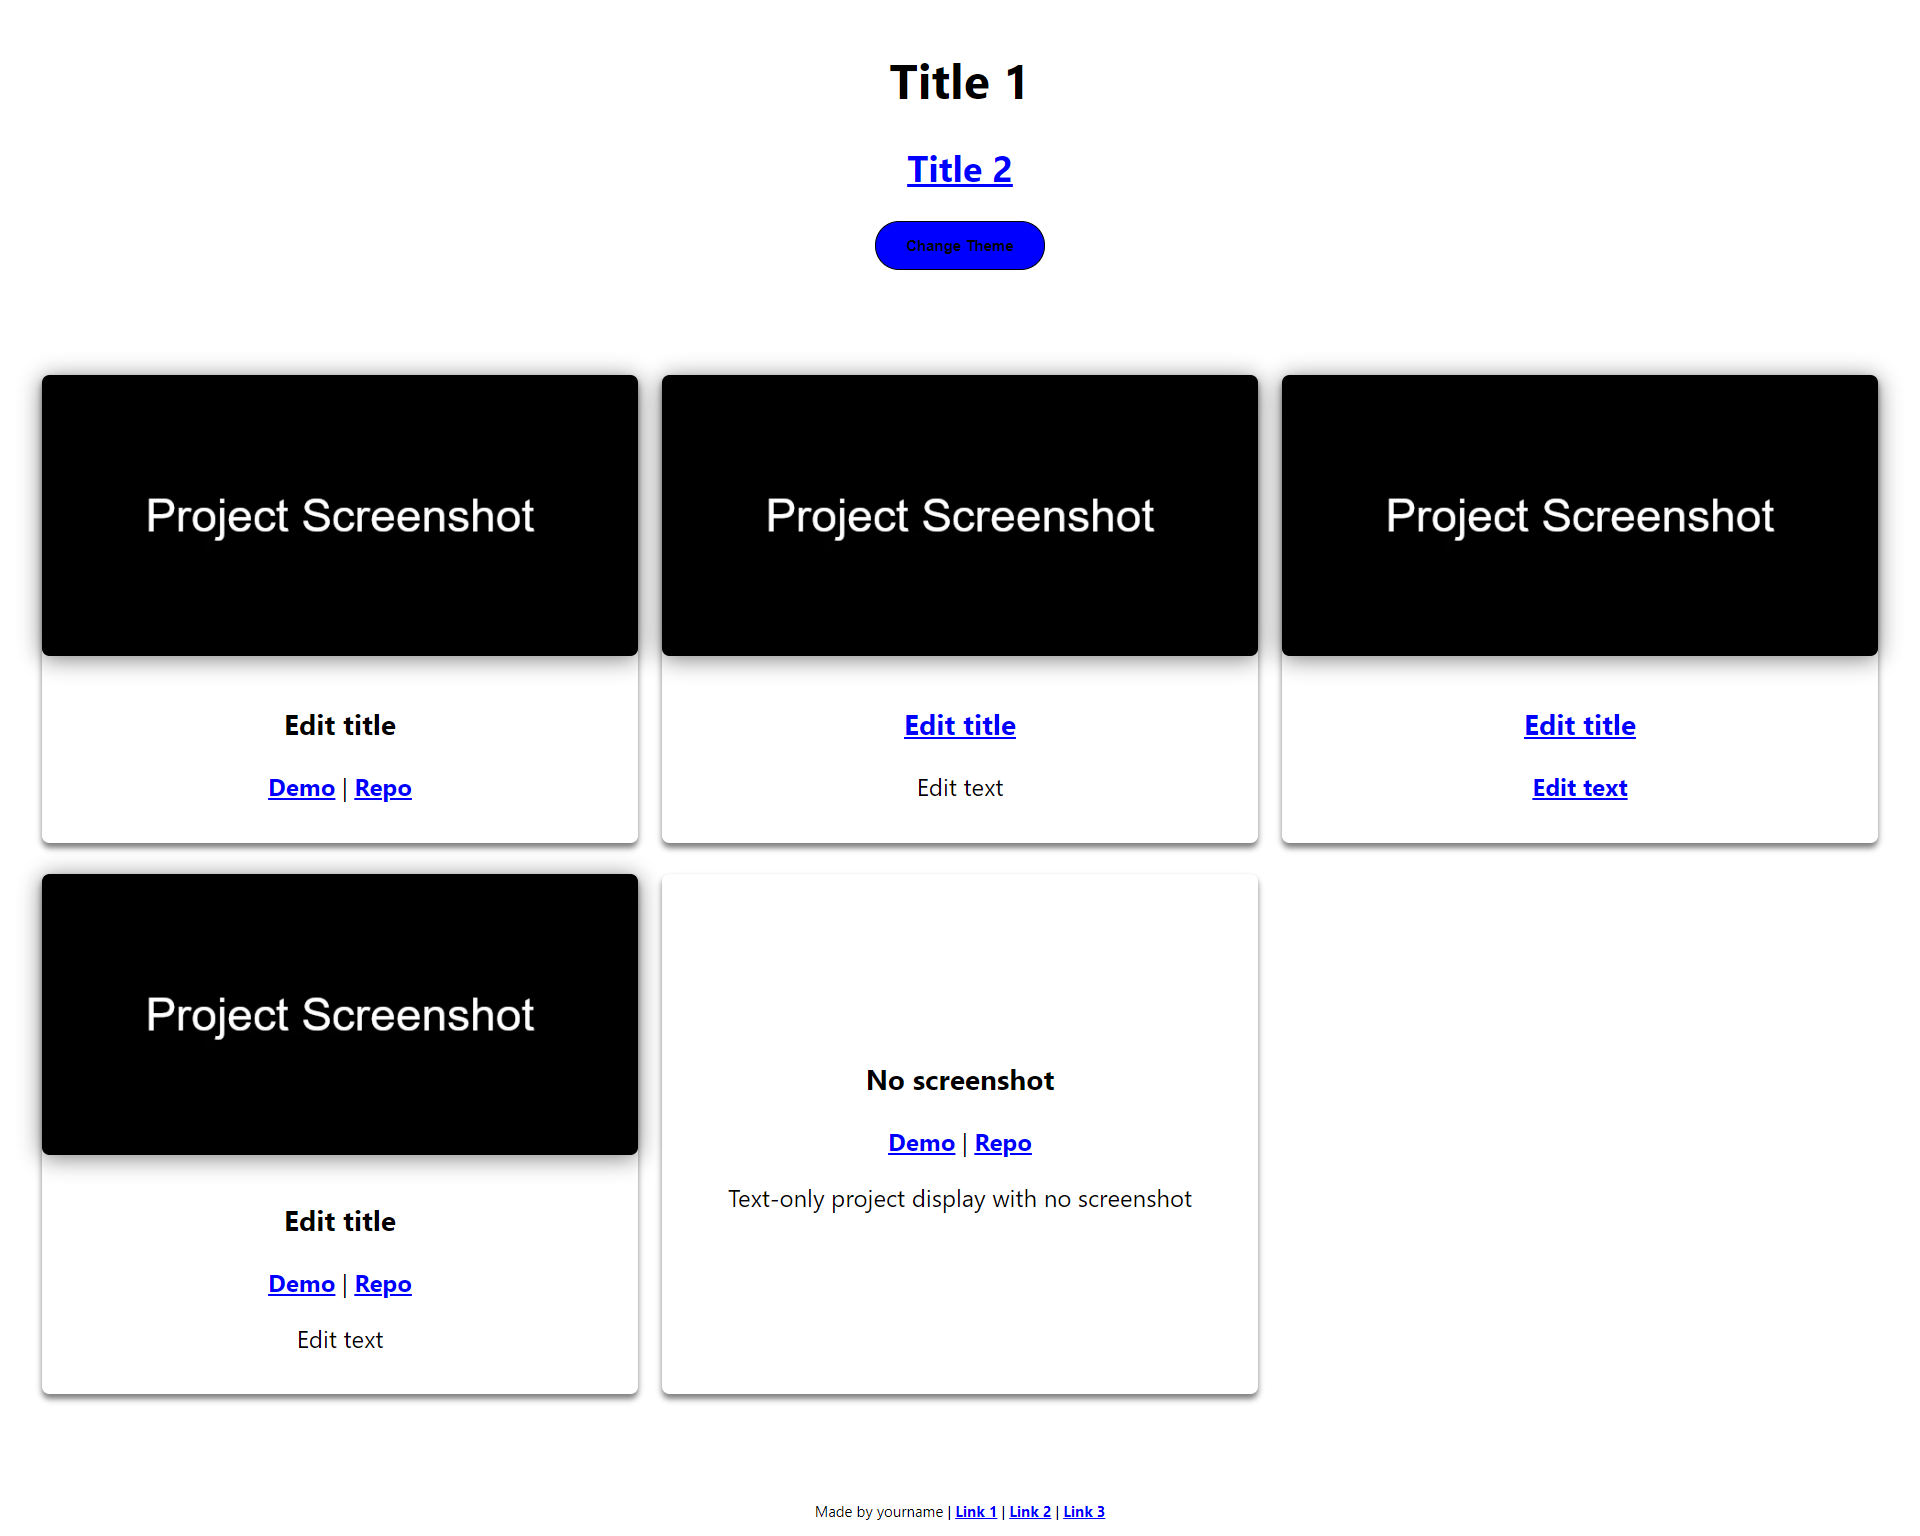 Title 1
Title 2
Change Theme
Project Screenshot
Edit title
Demo | Repo
Project Screenshot
Edit title
Edit text
Project Screenshot
Edit title
Edit text
Project Screenshot
Edit title
Demo | Repo
Edit text
No screenshot
Demo | Repo
Text-only project display with no screenshot
Made by yourname | Link 1 | Link 2 | Link 3